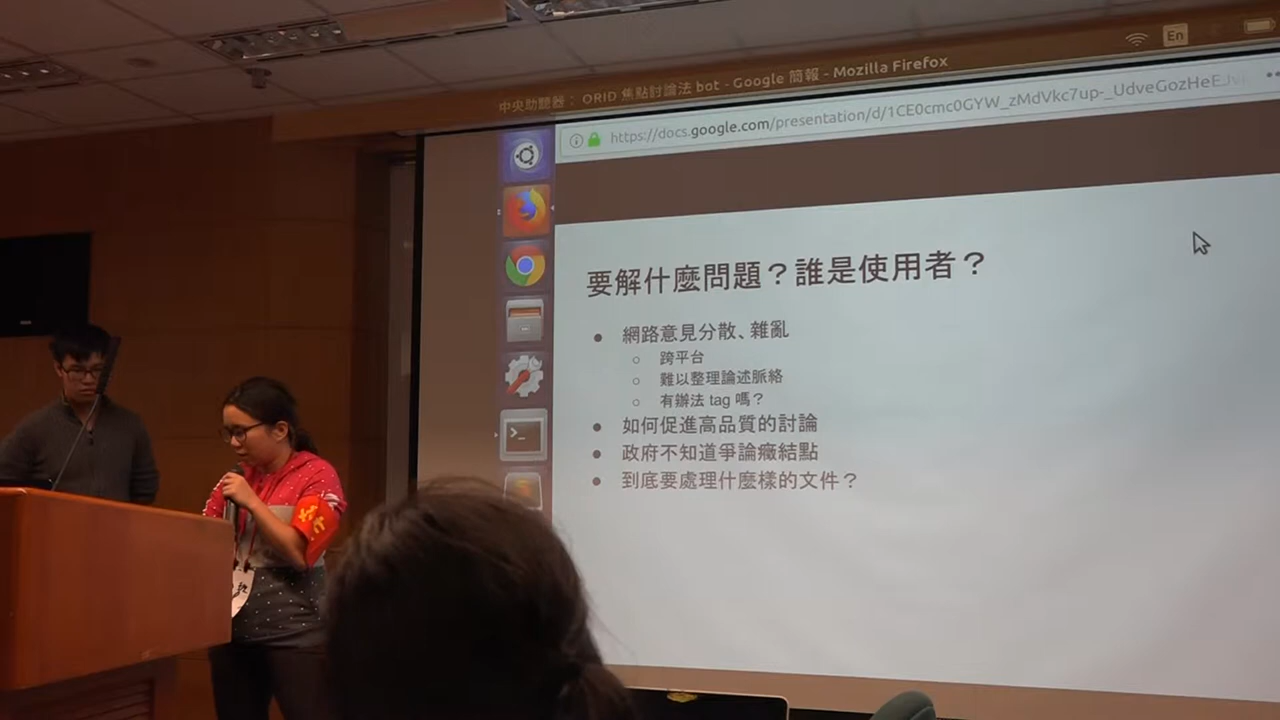 En
中央助聽器： ORID 焦點討論法 bot - Google 簡報 - Mozilla Firefox
https://docs.google.com/presentation/d/1CE0cmc0GYW_zMdVkc7up-_UdveGozHeE
要解什麼問題？誰是使用者？
● 網路意見分散、雜亂
○ 跨平台
○ 難以整理論述脈絡
○ 有辦法 tag 嗎？
● 如何促進高品質的討論
● 政府不知道爭論癥結點
● 到底要處理什麼樣的文件？